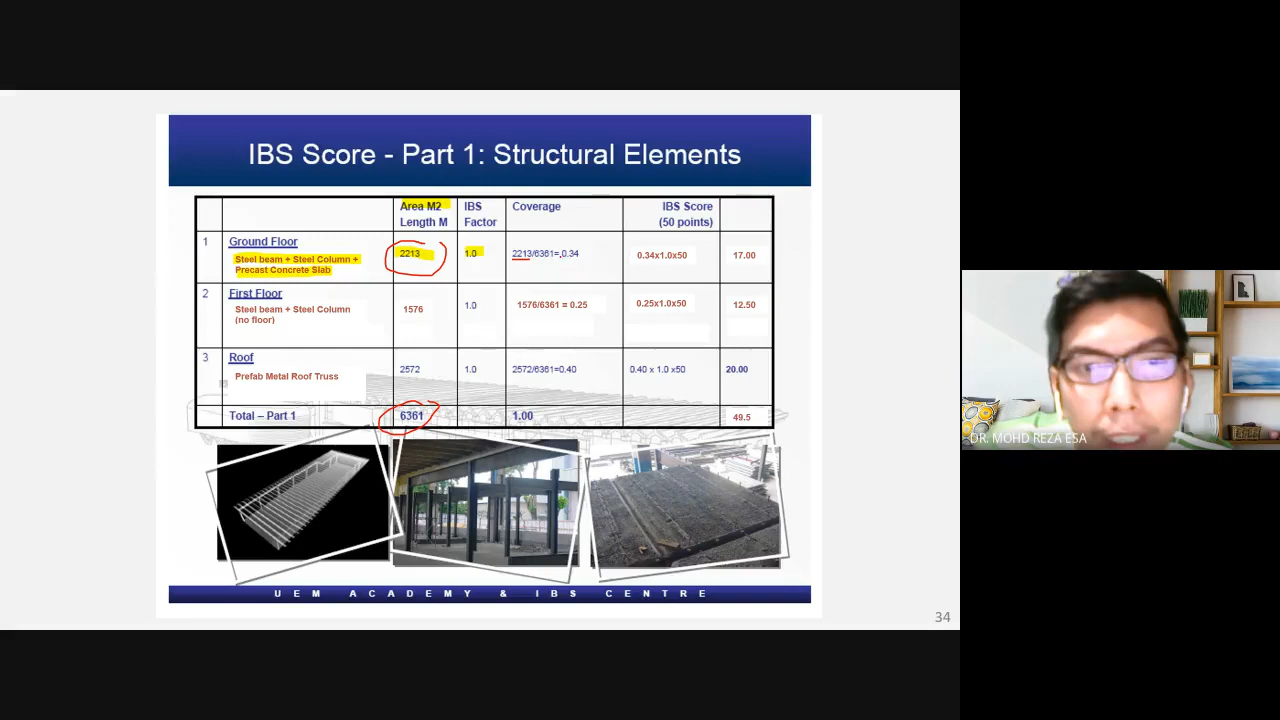 IBS Score - Part 1: Structural Elements
Area M2 IBS Coverage IBS Score
Length M Factor (50 points)
1 Ground Floor
Steel beam + Steel Column +
Precast Concrete Slab
2213 1.0 2213/6361=0.34 0.34x1.0x50 17.00
2 First Floor
Steel beam + Steel Column
(no floor)
1576 1.0 1576/6361 = 0.25 0.25x1.0x50 12.50
3 Roof
Prefab Metal Roof Truss
2572 1.0 2572/6361=0.40 0.40 x 1.0 x50 20.00
Total – Part 1 6361 1.00 49.5
UEM ACADEMY & IBS CENTRE
34
DR. MOHD REZA ESA